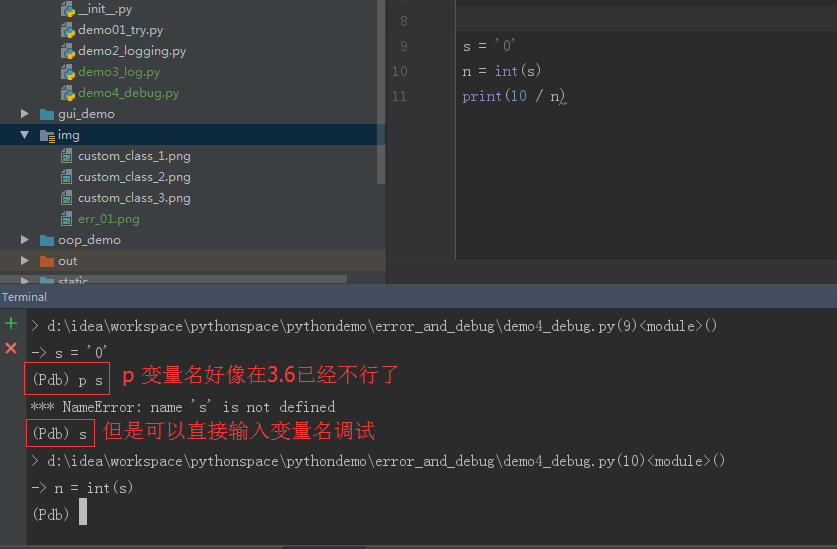 __init__.py
demo01_try.py
demo2_logging.py
demo3_log.py
demo4_debug.py
gui_demo
img
custom_class_1.png
custom_class_2.png
custom_class_3.png
err_01.png
oop_demo
out
static
8
9 s = '0'
10 n = int(s)
11 print(10 / n)
Terminal
> d:\idea\workspace\pythonspace\pythondemo\error_and_debug\demo4_debug.py(9)<module>()
-> s = '0'
(Pdb) p s p 变量名好像在3.6已经不行了
*** NameError: name 's' is not defined
(Pdb) s 但是可以直接输入变量名调试
> d:\idea\workspace\pythonspace\pythondemo\error_and_debug\demo4_debug.py(10)<module>()
-> n = int(s)
(Pdb)